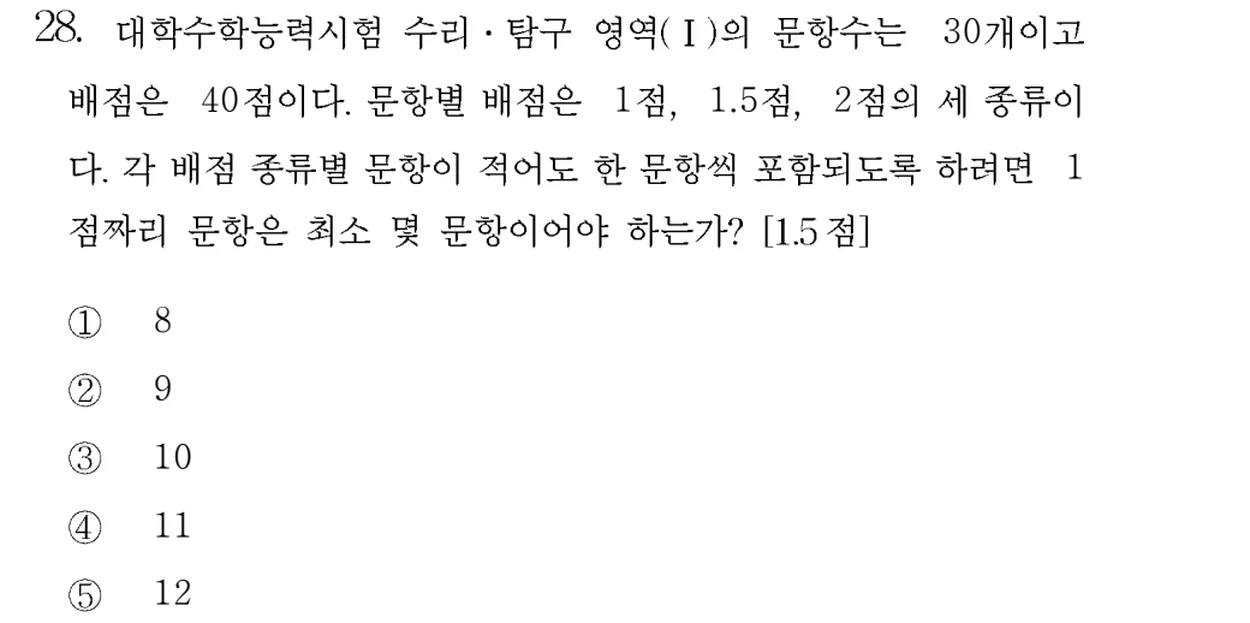 28. 대학수학능력시험 수리·탐구 영역(Ⅰ)의 문항수는 30개이고
배점은 40점이다. 문항별 배점은 1점, 1.5점, 2점의 세 종류이
다. 각 배점 종류별 문항이 적어도 한 문항씩 포함되도록 하려면 1
점짜리 문항은 최소 몇 문항이어야 하는가? [1.5점]
① 8
② 9
③ 10
④ 11
⑤ 12